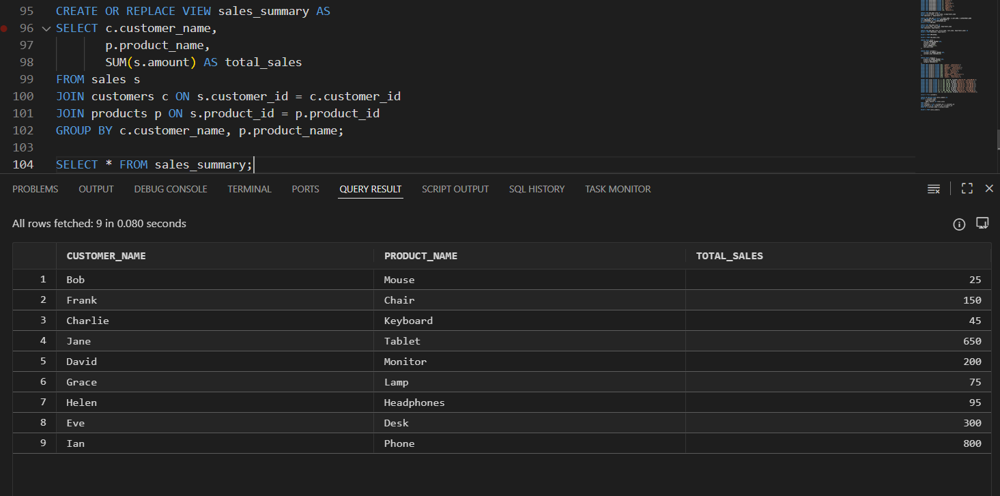 95 CREATE OR REPLACE VIEW sales_summary AS
96 SELECT c.customer_name,
97 p.product_name,
98 SUM(s.amount) AS total_sales
99 FROM sales s
100 JOIN customers c ON s.customer_id = c.customer_id
101 JOIN products p ON s.product_id = p.product_id
102 GROUP BY c.customer_name, p.product_name;
103
104 SELECT * FROM sales_summary;
PROBLEMS OUTPUT DEBUG CONSOLE TERMINAL PORTS QUERY RESULT SCRIPT OUTPUT SQL HISTORY TASK MONITOR
All rows fetched: 9 in 0.080 seconds
CUSTOMER_NAME PRODUCT_NAME TOTAL_SALES
1 Bob Mouse 25
2 Frank Chair 150
3 Charlie Keyboard 45
4 Jane Tablet 650
5 David Monitor 200
6 Grace Lamp 75
7 Helen Headphones 95
8 Eve Desk 300
9 Ian Phone 800